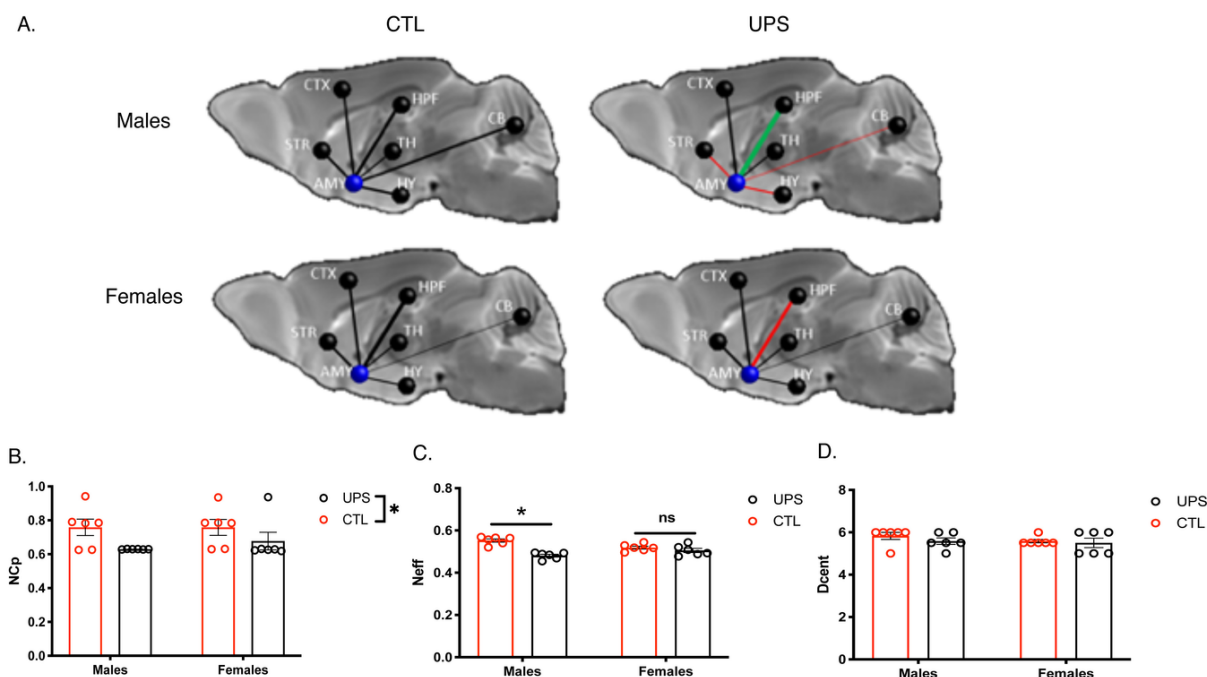 A.
CTL
UPS
Males
CTX
HPF
CB
STR
TH
AMY
HY
CTX
HPF
CB
STR
TH
AMY
HY
Females
CTX
HPF
CB
STR
TH
AMY
HY
CTX
HPF
CB
STR
TH
AMY
HY
B.
1.0
0.8
0.6
0.4
0.2
0.0
NCp
Males
Females
UPS
CTL
*
C.
0.8
0.6
0.4
0.2
0.0
Neff
*
ns
Males
Females
UPS
CTL
D.
8
6
4
2
0
Dcent
Males
Females
UPS
CTL